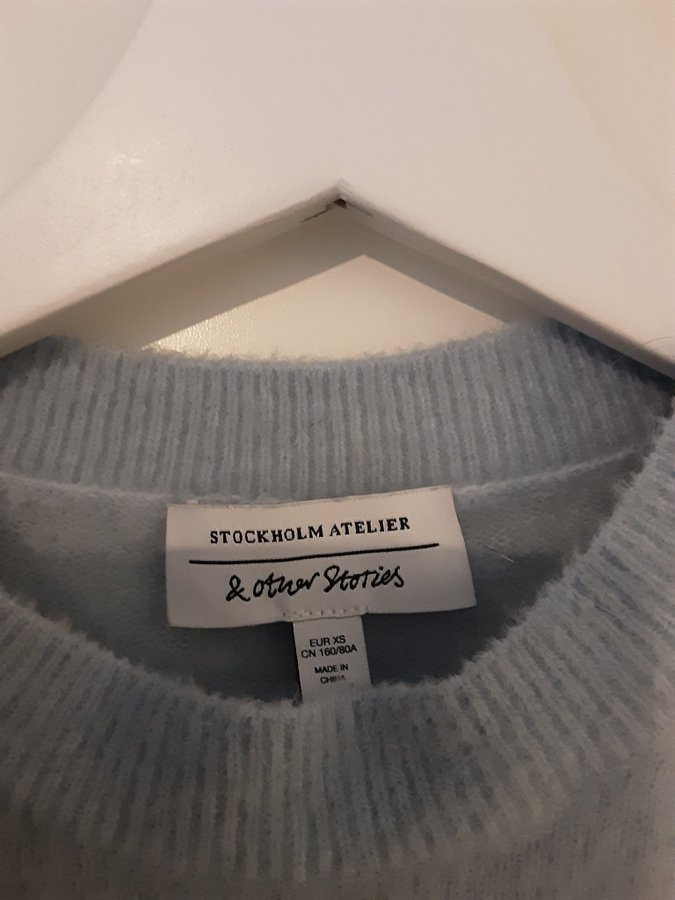 STOCKHOLM ATELIER
& other Stories
EUR XS
CN 160/80A
MADE IN
CHINA